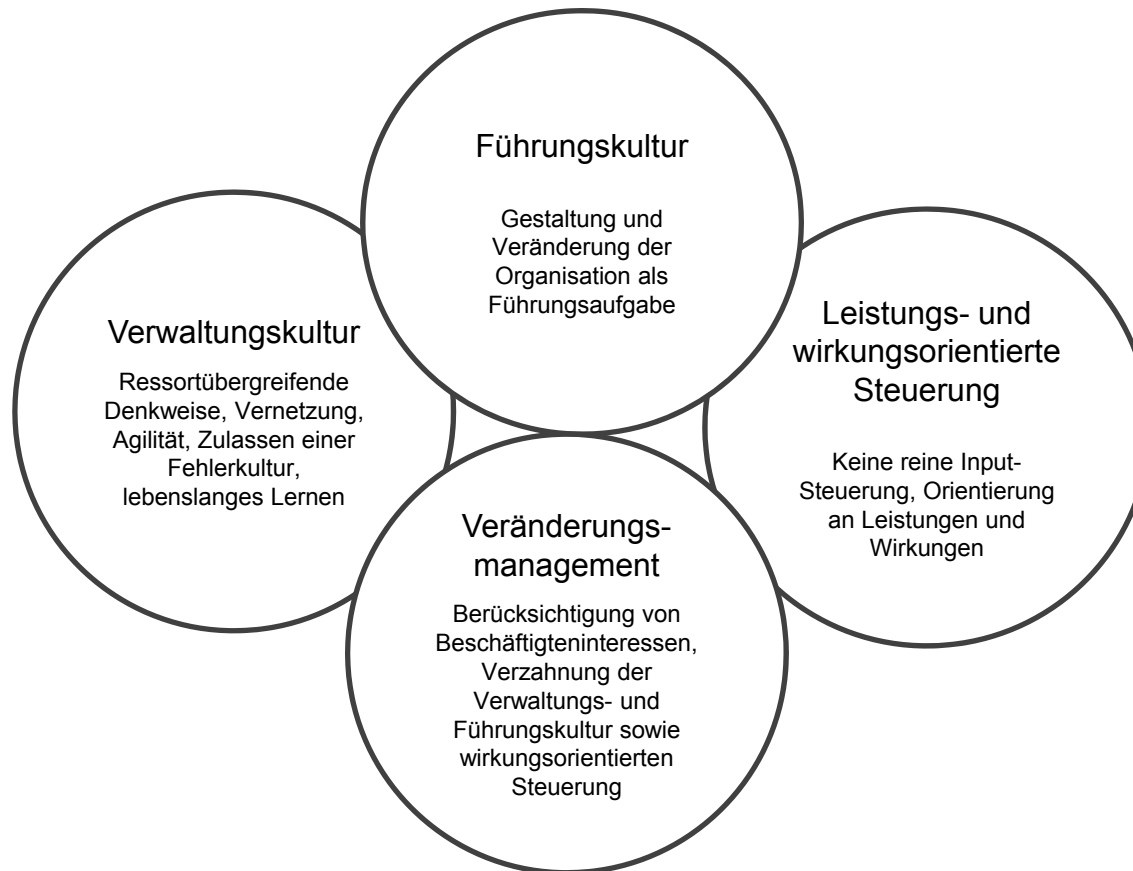 Führungskultur
Gestaltung und
Veränderung der
Organisation als
Führungsaufgabe
Verwaltungskultur
Ressortübergreifende
Denkweise, Vernetzung,
Agilität, Zulassen einer
Fehlerkultur,
lebenslanges Lernen
Leistungs- und
wirkungsorientierte
Steuerung
Keine reine Input-
Steuerung, Orientierung
an Leistungen und
Wirkungen
Veränderungs-
management
Berücksichtigung von
Beschäftigteninteressen,
Verzahnung der
Verwaltungs- und
Führungskultur sowie
wirkungsorientierten
Steuerung